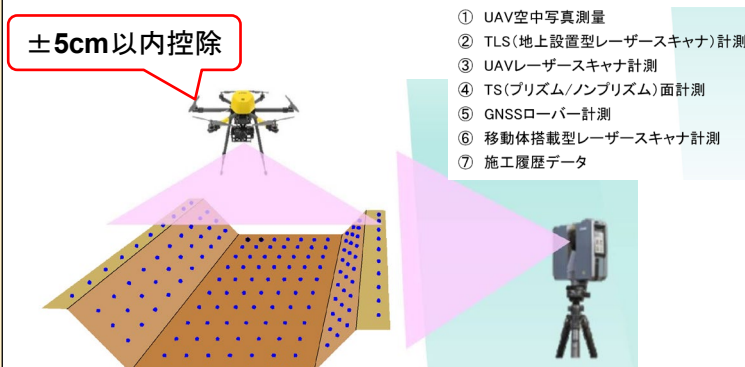 ±5cm以内控除
① UAV空中写真測量
② TLS(地上設置型レーザースキャナ)計測
③ UAVレーザースキャナ計測
④ TS(プリズム/ノンプリズム)面計測
⑤ GNSSローバー計測
⑥ 移動体搭載型レーザースキャナ計測
⑦ 施工履歴データ